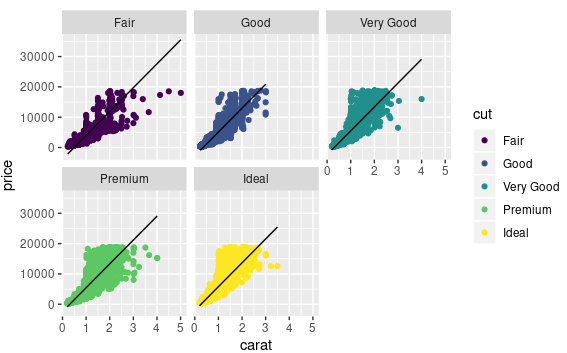 Fair Good Very Good
30000
20000
10000
0
0 1 2 3 4 5
Premium Ideal
30000
20000
10000
0
0 1 2 3 4 5 0 1 2 3 4 5
carat
price
cut
Fair
Good
Very Good
Premium
Ideal